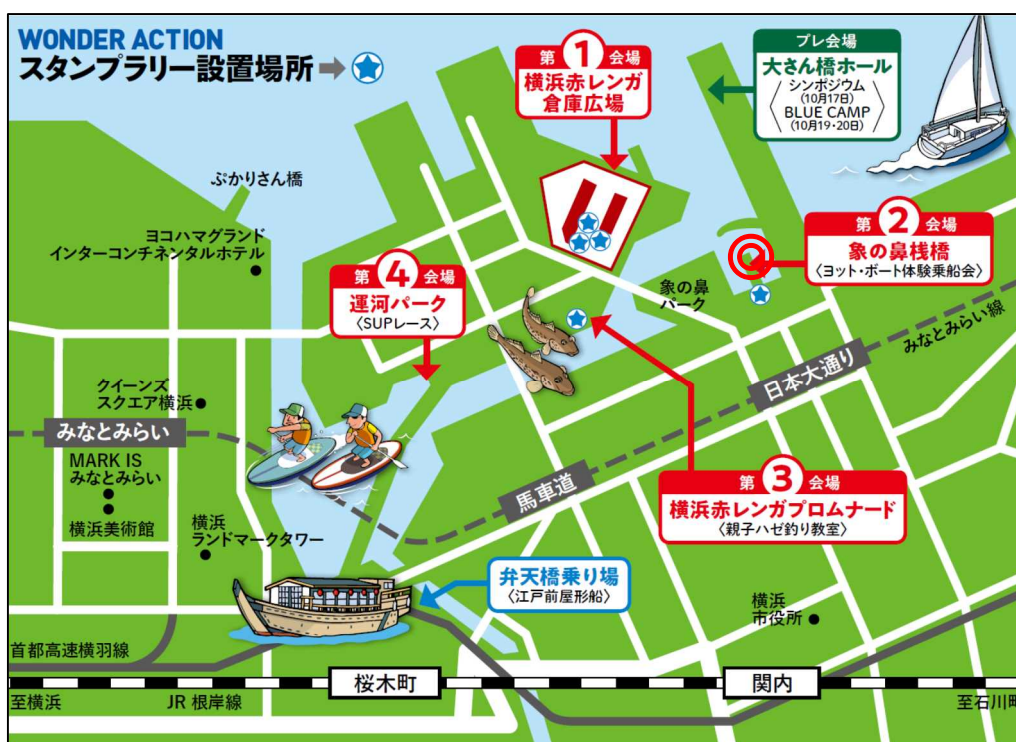 WONDER ACTION
スタンプラリー設置場所
第1会場
横浜赤レンガ
倉庫広場
プレ会場
大さん橋ホール
シンポジウム
(10月17日)
BLUE CAMP
(10月19・20日)
ぷかりさん橋
ヨコハマグランド
インターコンチネンタルホテル
第4会場
運河パーク
〈SUPレース〉
第2会場
象の鼻桟橋
〈ヨット・ボート体験乗船会〉
象の鼻
パーク
みなとみらい線
日本大通り
クイーンズ
スクエア横浜
みなとみらい
MARK IS
みなとみらい
横浜美術館
横浜
ランドマークタワー
馬車道
第3会場
横浜赤レンガプロムナード
〈親子ハゼ釣り教室〉
弁天橋乗り場
〈江戸前屋形船〉
横浜
市役所
首都高速横羽線
桜木町
関内
至横浜
JR 根岸線
至石川町